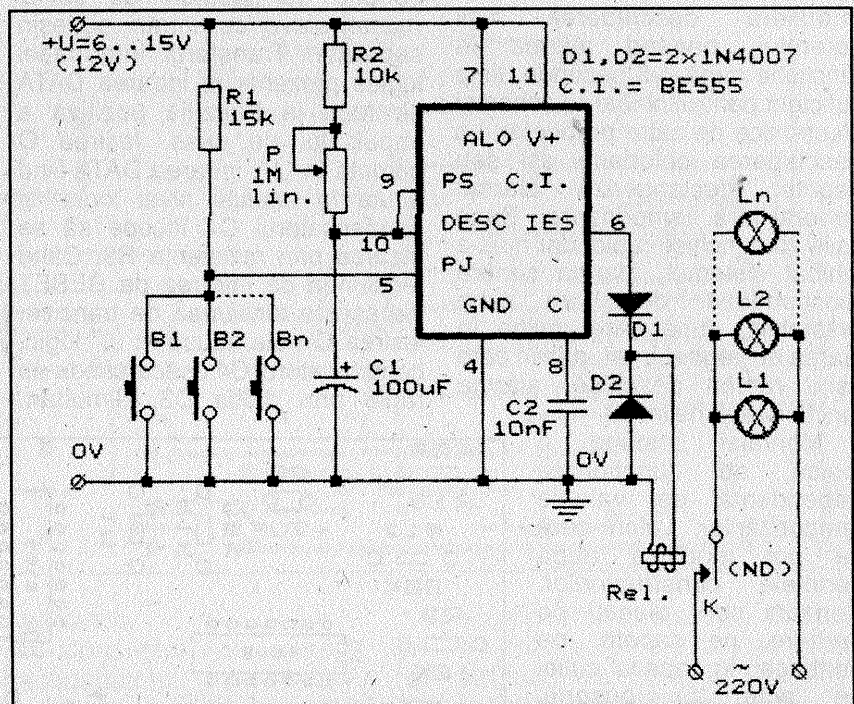 +U=6..15V
(12V)
R2
10k
D1,D2=2x1N4007
C.I.= BE555
7
11
R1
15k
P
1M
lin.
ALO V+
9
PS C.I.
DESC IES
6
10
PJ
5
GND C
Ln
L2
L1
D1
B1
B2
Bn
C1
100uF
+
4
8
D2
C2
10nF
0V
0V
Rel.
(ND)
K
~
220V